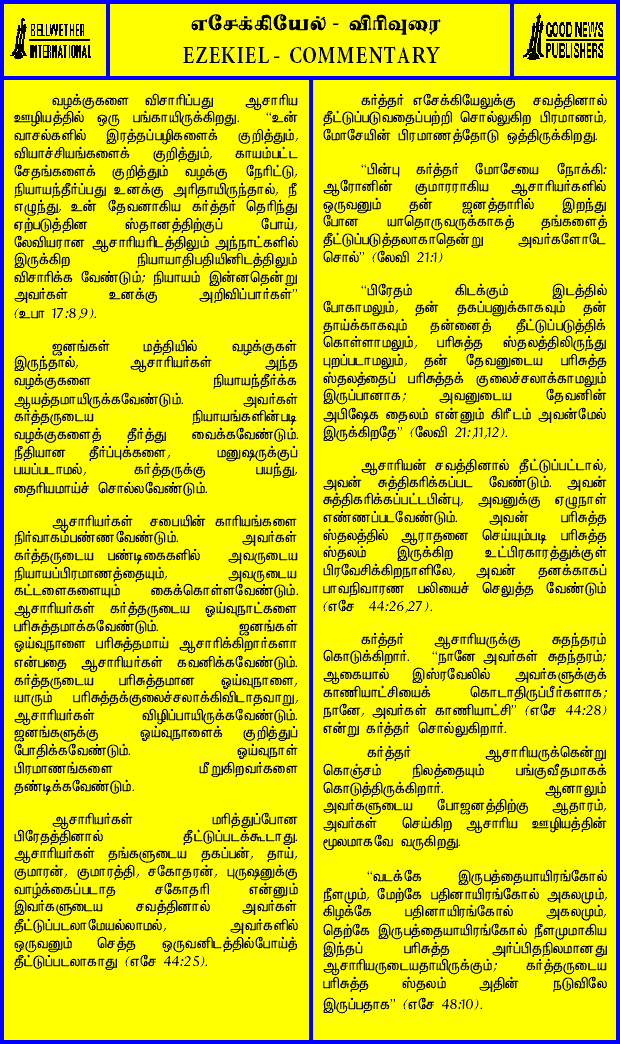 BELLWETHER
INTERNATIONAL
எசேக்கியேல் - விரிவுரை
EZEKIEL - COMMENTARY
GOOD NEWS
PUBLISHERS
வழக்குகளை விசாரிப்பது ஆசாரிய
ஊழியத்தில் ஒரு பங்காயிருக்கிறது. “உன்
வாசல்களில் இரத்தப்பழிகளைக் குறித்தும்,
வியாச்சியங்களைக் குறித்தும், காயம்பட்ட
சேதங்களைக் குறித்தும் வழக்கு நேரிட்டு,
நியாயந்தீர்ப்பது உனக்கு அரிதாயிருந்தால், நீ
எழுந்து. உன் தேவனாகிய கர்த்தர் தெரிந்து
ஏற்படுத்தின ஸ்தானத்திற்குப் போய்,
லேவியரான ஆசாரியரிடத்திலும் அந்நாட்களில்
இருக்கிற நியாயாதிபதியினிடத்திலும்
விசாரிக்க வேண்டும்; நியாயம் இன்னதென்று
அவர்கள் உனக்கு அறிவிப்பார்கள்”
(உபா 17:8,9).
ஜனங்கள் மத்தியில் வழக்குகள்
இருந்தால், ஆசாரியர்கள் அந்த
வழக்குகளை நியாயந்தீர்க்க
ஆயத்தமாயிருக்கவேண்டும். அவர்கள்
கர்த்தருடைய நியாயங்களின்படி
வழக்குகளைத் தீர்த்து வைக்கவேண்டும்.
நீதியான தீர்ப்புக்களை, மனுஷருக்குப்
பயப்படாமல், கர்த்தருக்கு பயந்து,
தைரியமாய்ச் சொல்லவேண்டும்.
ஆசாரியர்கள் சபையின் காரியங்களை
நிர்வாகம்பண்ணவேண்டும். அவர்கள்
கர்த்தருடைய பண்டிகைகளில் அவருடைய
நியாயப்பிரமாணத்தையும், அவருடைய
கட்டளைகளையும் கைக்கொள்ளவேண்டும்.
ஆசாரியர்கள் கர்த்தருடைய ஓய்வுநாட்களை
பரிசுத்தமாக்கவேண்டும். ஜனங்கள்
ஓய்வுநாளை பரிசுத்தமாய் ஆசாரிக்கிறார்களா
என்பதை ஆசாரியர்கள் கவனிக்கவேண்டும்.
கர்த்தருடைய பரிசுத்தமான ஓய்வுநாளை,
யாரும் பரிசுத்தக்குலைச்சலாக்கிவிடாதவாறு,
ஆசாரியர்கள் விழிப்பாயிருக்கவேண்டும்.
ஜனங்களுக்கு ஓய்வுநாளைக் குறித்துப்
போதிக்கவேண்டும். ஓய்வுநாள்
பிரமாணங்களை மீறுகிறவர்களை
தண்டிக்கவேண்டும்.
ஆசாரியர்கள் மரித்துப்போன
பிரேதத்தினால் தீட்டுப்படக்கூடாது.
ஆசாரியர்கள் தங்களுடைய தகப்பன், தாய்,
குமாரன், குமாரத்தி, சகோதரன், புருஷனுக்கு
வாழ்க்கைப்படாத சகோதரி என்னும்
இவர்களுடைய சவத்தினால் அவர்கள்
தீட்டுப்படலாமேயல்லாமல், அவர்களில்
ஒருவனும் செத்த ஒருவனிடத்தில்போய்த்
தீட்டுப்படலாகாது (எசே 44:25).
கர்த்தர் எசேக்கியேலுக்கு சவத்தினால்
தீட்டுப்படுவதைப்பற்றி சொல்லுகிற பிரமாணம்,
மோசேயின் பிரமாணத்தோடு ஒத்திருக்கிறது.
“பின்பு கர்த்தர் மோசேயை நோக்கி:
ஆரோனின் குமாரராகிய ஆசாரியர்களில்
ஒருவனும் தன் ஜனத்தாரில் இறந்து
போன யாதொருவருக்காகத் தங்களைத்
தீட்டுப்படுத்தலாகாதென்று அவர்களோடே
சொல்” (லேவி 21:1)
“பிரேதம் கிடக்கும் இடத்தில்
போகாமலும், தன் தகப்பனுக்காகவும் தன்
தாய்க்காகவும் தன்னைத் தீட்டுப்படுத்திக்
கொள்ளாமலும், பரிசுத்த ஸ்தலத்திலிருந்து
புறப்படாமலும், தன் தேவனுடைய பரிசுத்த
ஸ்தலத்தைப் பரிசுத்தக் குலைச்சலாக்காமலும்
இருப்பானாக; அவனுடைய தேவனின்
அபிஷேக தைலம் என்னும் கிரீடம் அவன்மேல்
இருக்கிறதே” (லேவி 21:,11,12).
ஆசாரியன் சவத்தினால் தீட்டுப்பட்டால்,
அவன் சுத்திகரிக்கப்பட வேண்டும். அவன்
சுத்திகரிக்கப்பட்டபின்பு, அவனுக்கு ஏழுநாள்
எண்ணப்படவேண்டும். அவன் பரிசுத்த
ஸ்தலத்தில் ஆராதனை செய்யும்படி பரிசுத்த
ஸ்தலம் இருக்கிற உட்பிரகாரத்துக்குள்
பிரவேசிக்கிறநாளிலே, அவன் தனக்காகப்
பாவநிவாரண பலியைச் செலுத்த வேண்டும்
(எசே 44:26,27).
கர்த்தர் ஆசாரியருக்கு சுதந்தரம்
கொடுக்கிறார். “நானே அவர்கள் சுதந்தரம்;
ஆகையால் இஸ்ரவேலில் அவர்களுக்குக்
காணியாட்சியைக் கொடாதிருப்பீர்களாக;
நானே, அவர்கள் காணியாட்சி” (எசே 44:28)
என்று கர்த்தர் சொல்லுகிறார்.
கர்த்தர் ஆசாரியருக்கென்று
கொஞ்சம் நிலத்தையும் பங்குவீதமாகக்
கொடுத்திருக்கிறார். ஆனாலும்
அவர்களுடைய போஜனத்திற்கு ஆதாரம்,
அவர்கள் செய்கிற ஆசாரிய ஊழியத்தின்
மூலமாகவே வருகிறது.
“வடக்கே இருபத்தையாயிரங்கோல்
நீளமும், மேற்கே பதினாயிரங்கோல் அகலமும்,
கிழக்கே பதினாயிரங்கோல் அகலமும்,
தெற்கே இருபத்தையாயிரங்கோல் நீளமுமாகிய
இந்தப் பரிசுத்த அர்ப்பிதநிலமானது
ஆசாரியருடையதாயிருக்கும்; கர்த்தருடைய
பரிசுத்த ஸ்தலம் அதின் நடுவிலே
இருப்பதாக” (எசே 48:10).